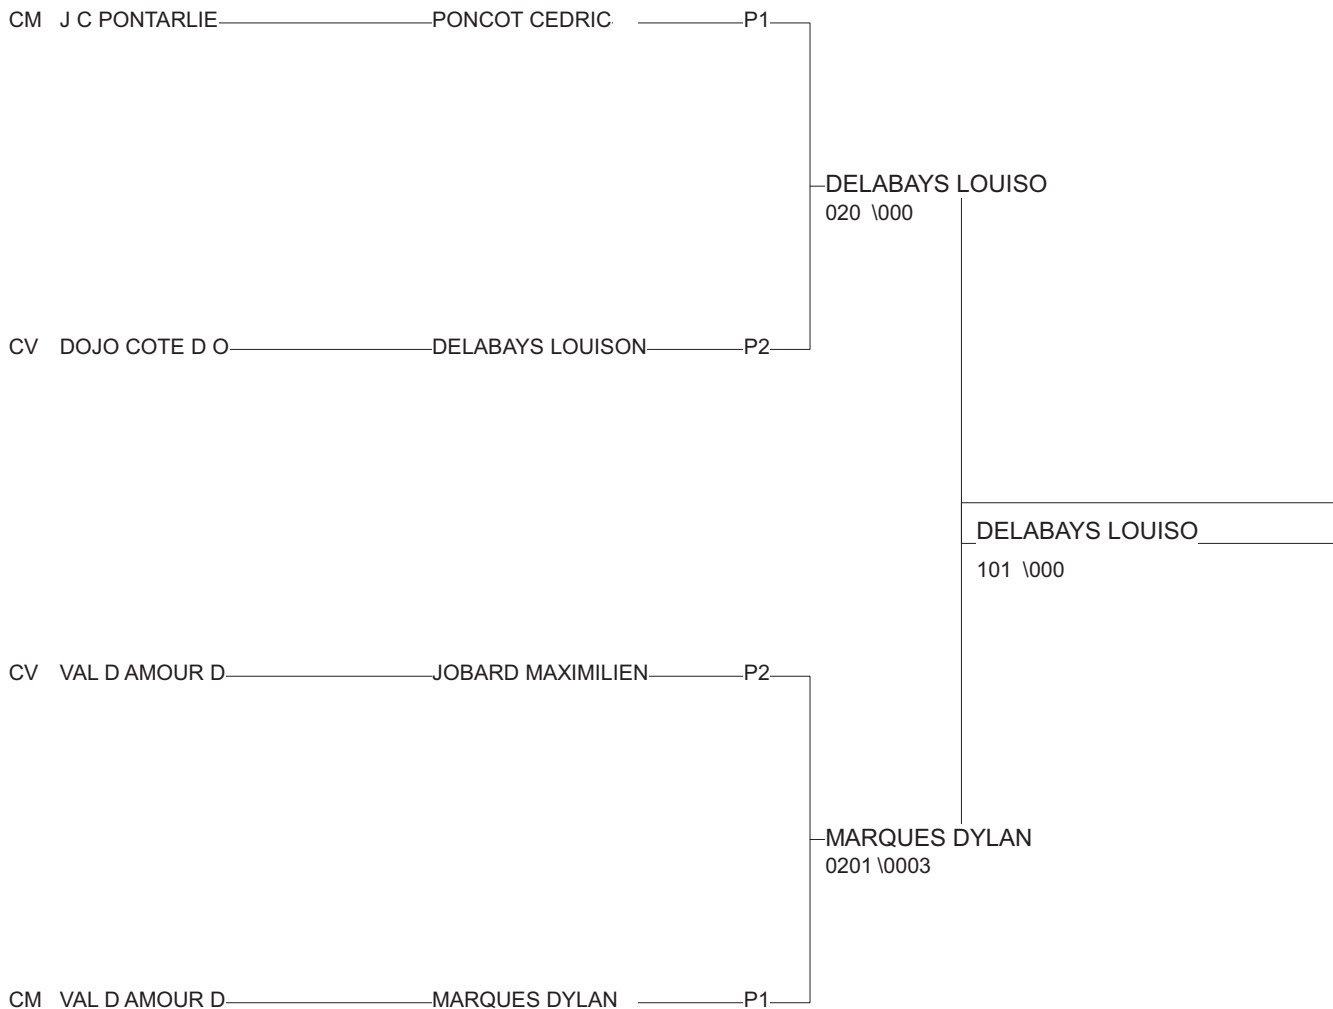 CM J C PONTARLIE PONCOT CEDRIC P1
DELABAYS LOUISO
020 \000
CV DOJO COTE D O DELABAYS LOUISON P2
DELABAYS LOUISO
101 \000
CV VAL D AMOUR D JOBARD MAXIMILIEN P2
MARQUES DYLAN
0201 \0003
CM VAL D AMOUR D MARQUES DYLAN P1